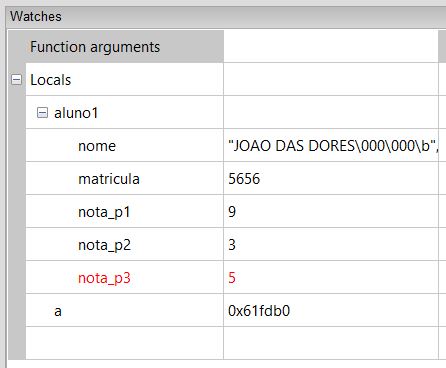 Watches
Function arguments
Locals
aluno1
nome "JOAO DAS DORES\000\000\b",
matricula 5656
nota_p1 9
nota_p2 3
nota_p3 5
a 0x61fdb0